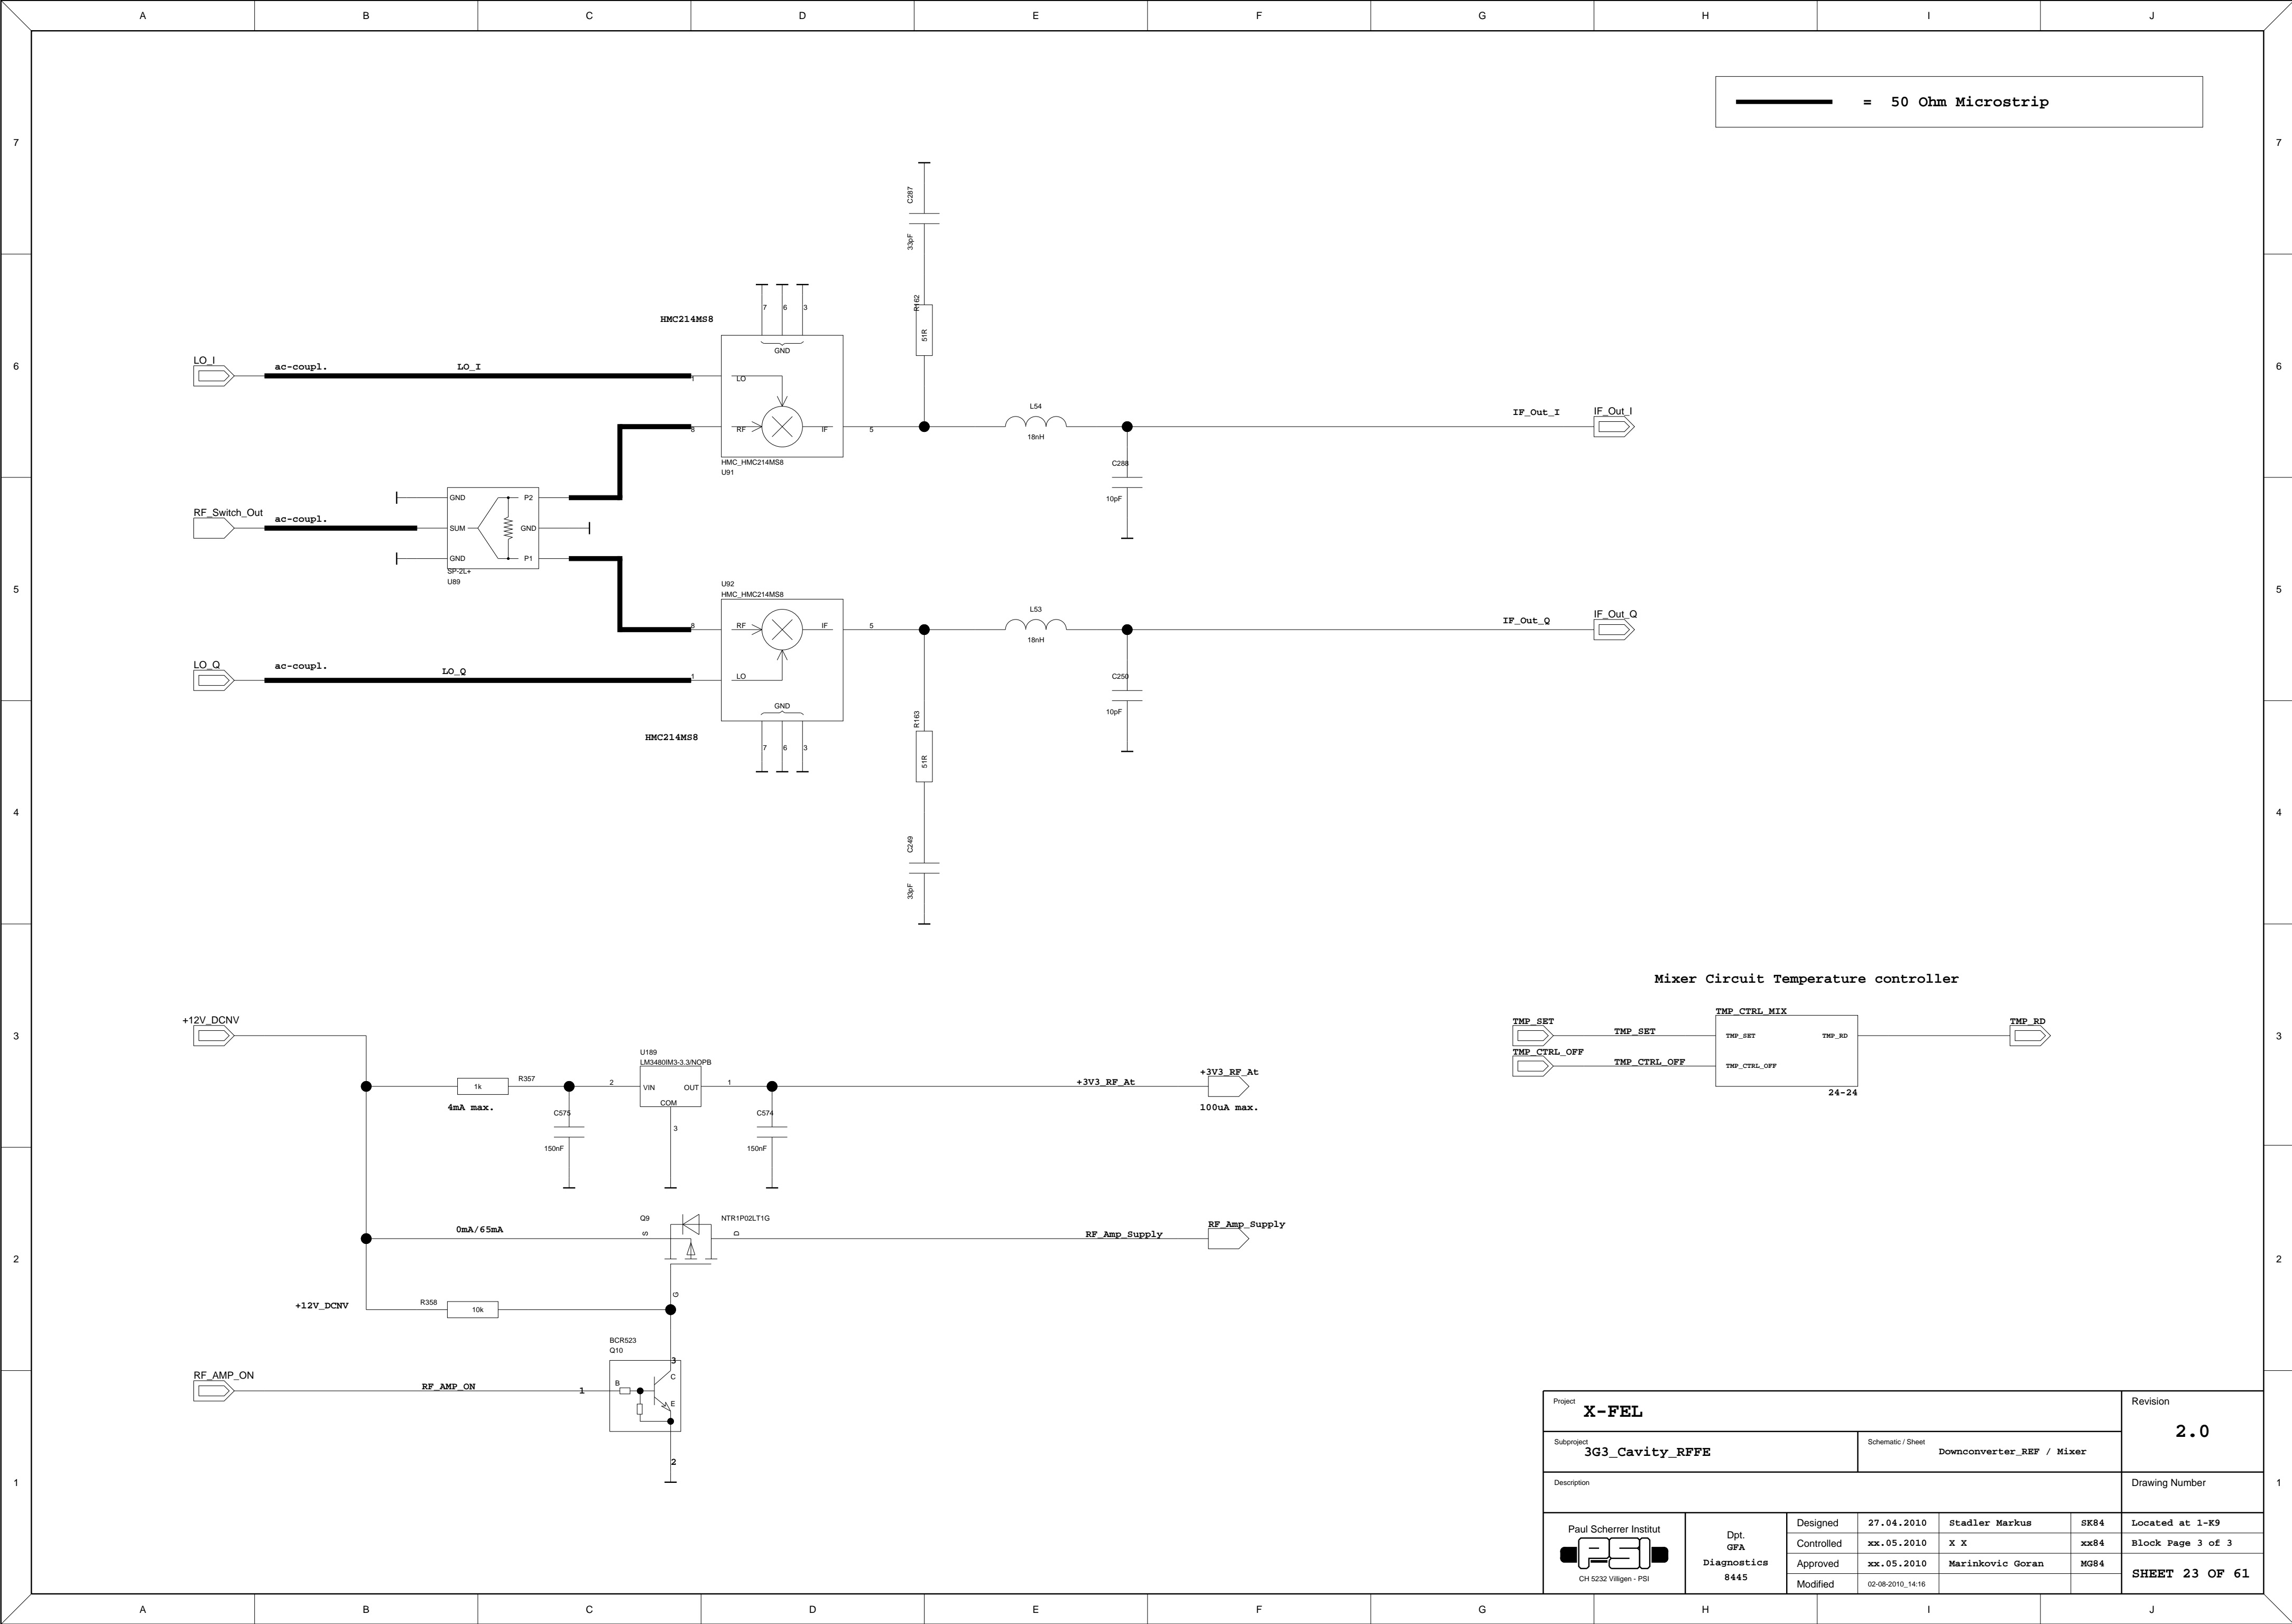 A B C D E F G H I J
7 7
6 6
5 5
4 4
3 3
2 2
1 1
= 50 Ohm Microstrip
C287
33pF
R162
51R
HMC214MS8
7 6 3
GND
LO_I
ac-coupl.
LO_I
1
LO
8
RF
IF
5
HMC_HMC214MS8
U91
L54
18nH
C288
10pF
IF_Out_I
IF_Out_I
RF_Switch_Out
ac-coupl.
GND
SUM
GND
P2
GND
P1
SP-2L+
U89
U92
HMC_HMC214MS8
8
RF
IF
5
LO_Q
ac-coupl.
LO_Q
1
LO
GND
7 6 3
HMC214MS8
L53
18nH
C250
10pF
IF_Out_Q
IF_Out_Q
R163
51R
C249
33pF
Mixer Circuit Temperature controller
TMP_CTRL_MIX
TMP_SET
TMP_SET
TMP_SET
TMP_RD
TMP_RD
TMP_CTRL_OFF
TMP_CTRL_OFF
TMP_CTRL_OFF
24-24
+12V_DCNV
1k
R357
4mA max.
C575
150nF
U189
LM3480IM3-3.3/NOPB
2
VIN
OUT
COM
1
3
C574
150nF
+3V3_RF_At
+3V3_RF_At
100uA max.
0mA/65mA
Q9
NTR1P02LT1G
S
D
G
RF_Amp_Supply
RF_Amp_Supply
+12V_DCNV
R358
10k
BCR523
Q10
RF_AMP_ON
RF_AMP_ON
1
B
3
C
E
2
Project
X-FEL
Revision
2.0
Subproject
3G3_Cavity_RFFE
Schematic / Sheet
Downconverter_REF / Mixer
Description
Drawing Number
Paul Scherrer Institut
PSI
CH 5232 Villigen - PSI
Dpt.
GFA
Diagnostics
8445
Designed 27.04.2010 Stadler Markus SK84
Controlled xx.05.2010 X X xx84
Approved xx.05.2010 Marinkovic Goran MG84
Modified 02-08-2010_14:16
Located at 1-K9
Block Page 3 of 3
SHEET 23 OF 61
A B C D E F G H I J